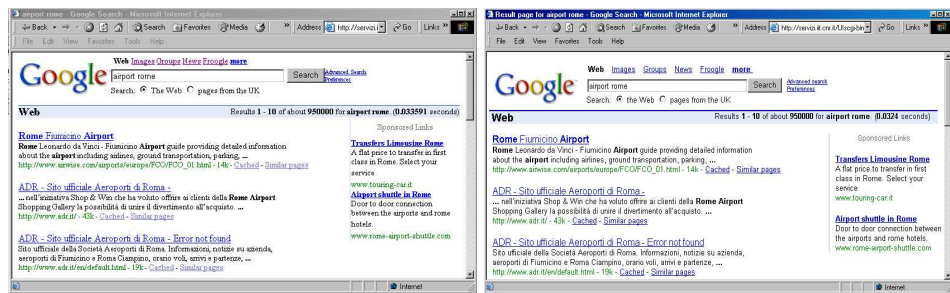 airport rome - Google Search - Microsoft Internet Explorer
Back Search Favorites Media Address http://servizi Go Links
File Edit View Favorites Tools Help
Google
Web Images Groups News Froogle more
airport rome Search Advanced Search
Preferences
Search: The Web pages from the UK
Web Results 1 - 10 of about 950000 for airport rome. (0.033591 seconds)
Rome Fiumicino Airport
Rome Leonardo da Vinci - Fiumicino Airport guide providing detailed information
about the airport including airlines, ground transportation, parking, ...
http://www.airwise.com/airports/europe/FCO/FCO_01.html - 14k - Cached - Similar pages
ADR - Sito ufficiale Aeroporti di Roma -
... nell'iniziativa Shop & Win che ha voluto offrire ai clienti della Rome Airport
Shopping Gallery la possibilità di unire il divertimento all'acquisto. ...
http://www.adr.it/ - 43k - Cached - Similar pages
ADR - Sito ufficiale Aeroporti di Roma - Error not found
Sito ufficiale della Società Aeroporti di Roma. Informazioni, notizie su azienda,
aeroporti di Fiumicino e Roma Ciampino, orario voli, arrivi e partenze, ...
http://www.adr.it/en/default.html - 19k - Cached - Similar pages
Sponsored Links
Transfers Limousine Rome
A flat price to transfer in first
class in Rome. Select your
service
www.touring-car.it
Airport shuttle in Rome
Door to door connection
between the airports and rome
hotels.
www.rome-airport-shuttle.com
Internet
Result page for airport rome - Google Search - Microsoft Internet Explorer
Back Search Favorites Media Address http://servizi.iit.cnr.it/ Go Links
File Edit View Favorites Tools Help
Google
Web Images Groups News Froogle more
airport rome Search Advanced search
Preferences
Search: the Web pages from the UK
Web Results 1 - 10 of about 950000 for airport rome. (0.0324 seconds)
Rome Fiumicino Airport
Rome Leonardo da Vinci - Fiumicino Airport guide providing detailed information
about the airport including airlines, ground transportation, parking, ...
http://www.airwise.com/airports/europe/FCO/FCO_01.html - 14k - Cached - Similar pages
ADR - Sito ufficiale Aeroporti di Roma -
... nell'iniziativa Shop & Win che ha voluto offrire ai clienti della Rome Airport
Shopping Gallery la possibilità di unire il divertimento all'acquisto. ...
http://www.adr.it/ - 43k - Cached - Similar pages
ADR - Sito ufficiale Aeroporti di Roma - Error not found
Sito ufficiale della Società Aeroporti di Roma. Informazioni, notizie su azienda,
aeroporti di Fiumicino e Roma Ciampino, orario voli, arrivi e partenze, ...
http://www.adr.it/en/default.html - 19k - Cached - Similar pages
Sponsored Links
Transfers Limousine Rome
A flat price to transfer in first
class in Rome. Select your
service
www.touring-car.it
Airport shuttle in Rome
Door to door connection between
the airports and rome hotels.
www.rome-airport-shuttle.com
Internet